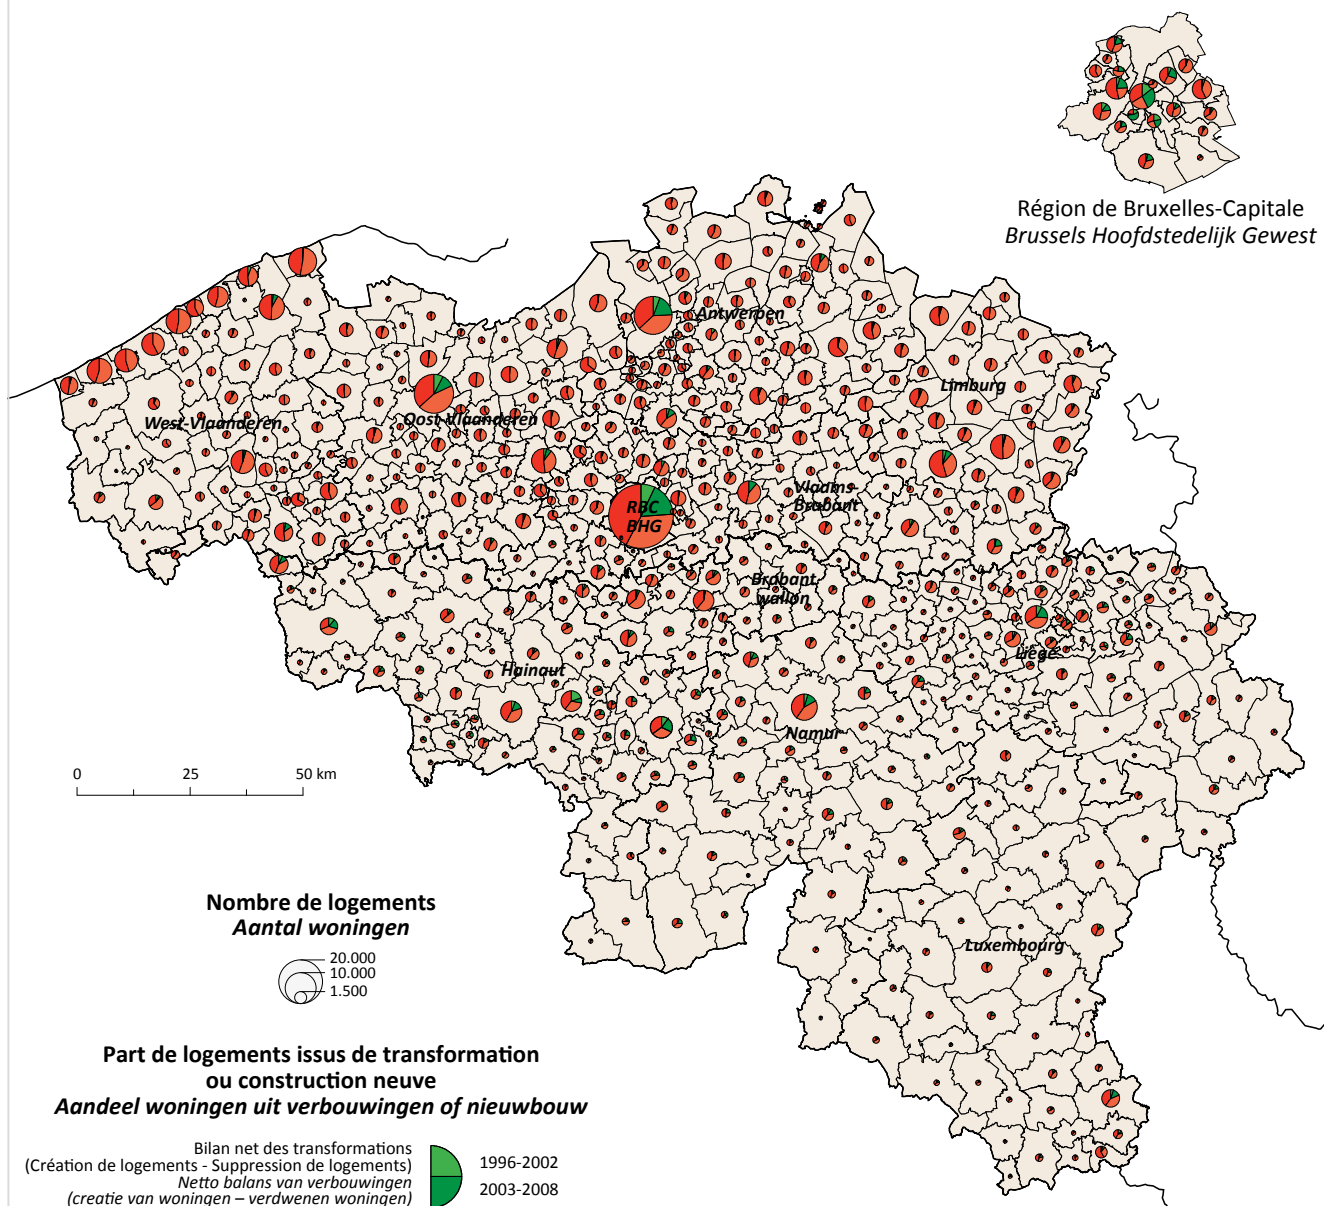 Région de Bruxelles-Capitale
Brussels Hoofdstedelijk Gewest
Antwerpen
Limburg
West-Vlaanderen
Oost-Vlaanderen
Vlaams-
Brabant
RBC
BHG
Brabant
wallon
Liège
Hainaut
Namur
0 25 50 km
Luxembourg
Nombre de logements
Aantal woningen
20.000
10.000
1.500
Part de logements issus de transformation
ou construction neuve
Aandeel woningen uit verbouwingen of nieuwbouw
Bilan net des transformations
(Création de logements - Suppression de logements)
Netto balans van verbouwingen
(creatie van woningen – verdwenen woningen)
1996-2002
2003-2008